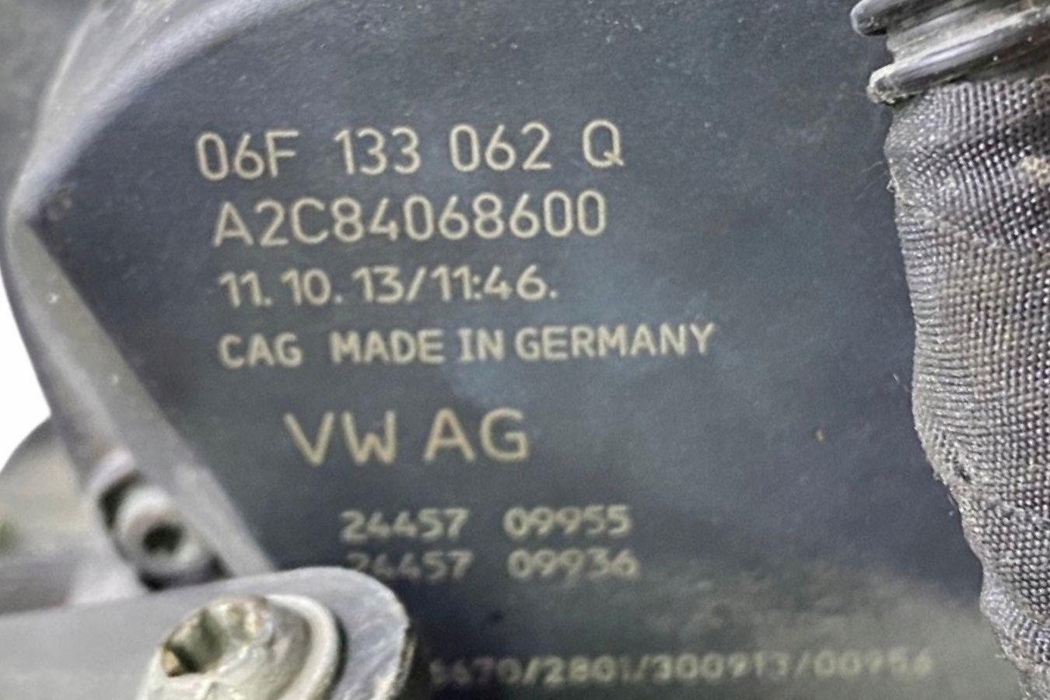 06F 133 062 Q
A2C84068600
11.10.13/11:46.
CAG MADE IN GERMANY
VW AG
24457 09955
24457 09936